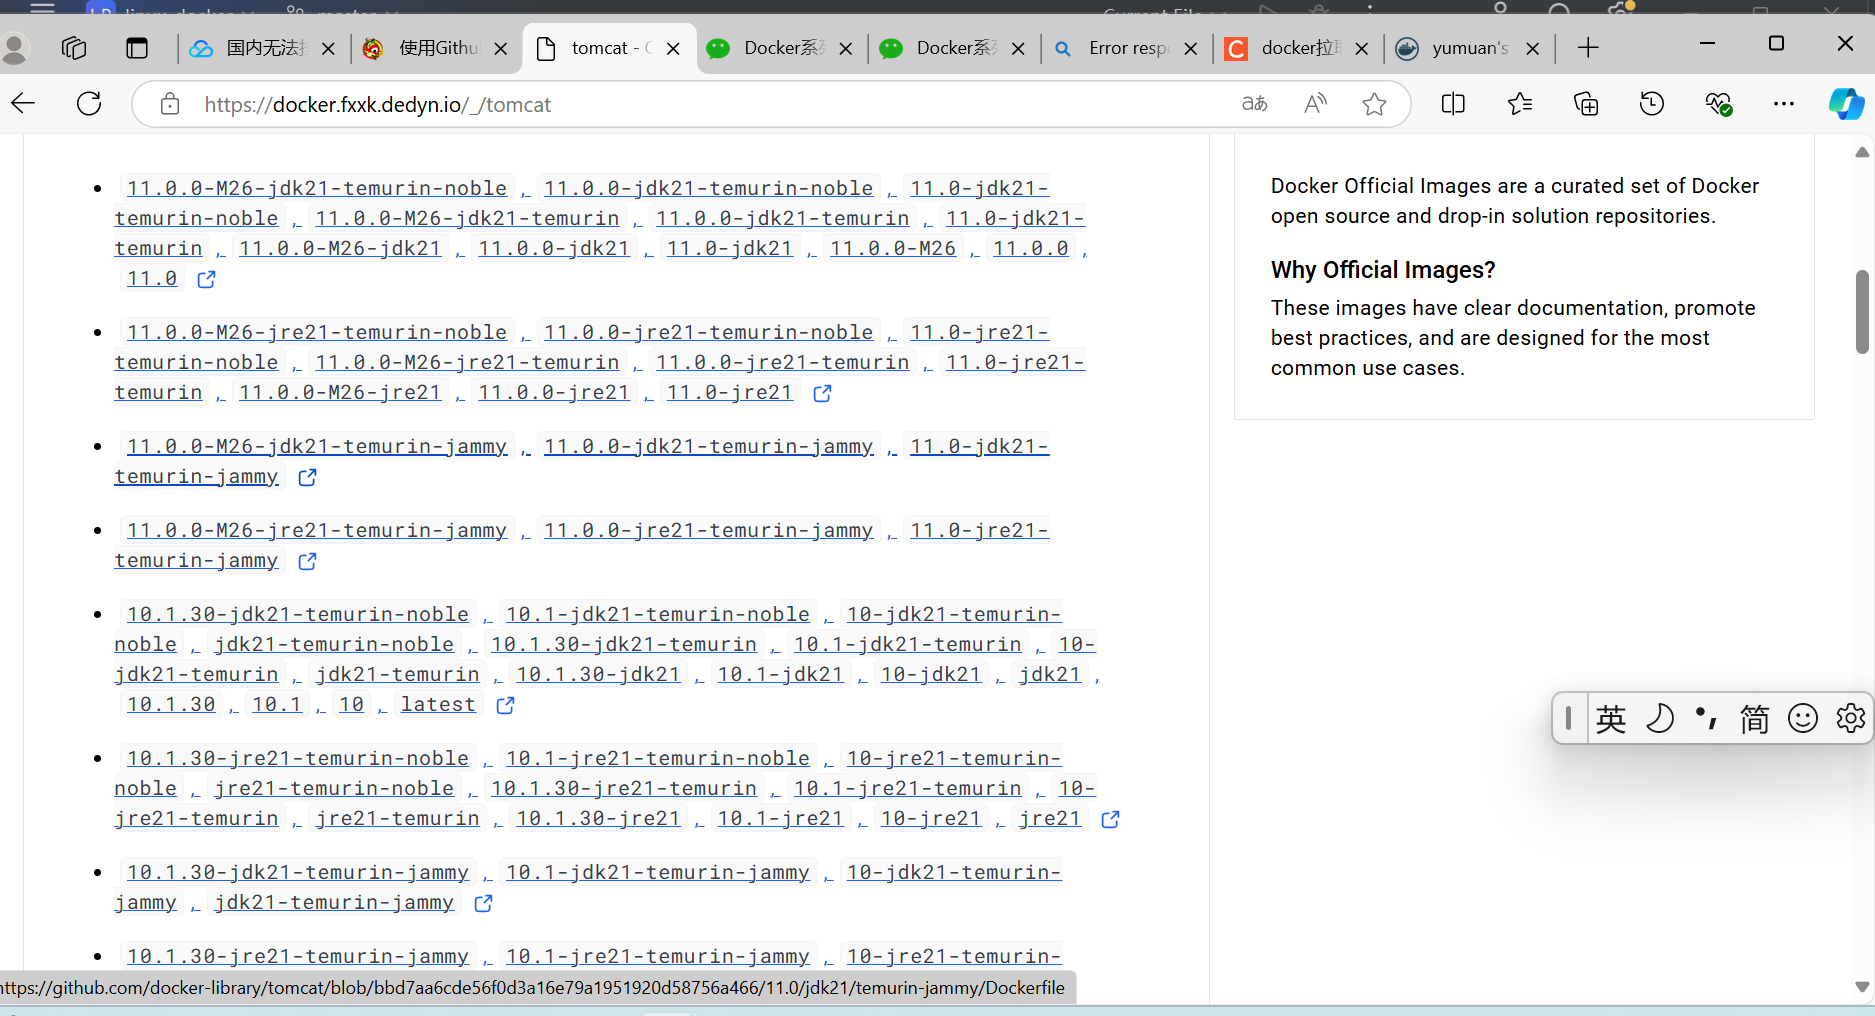 国内无法
使用Githu
tomcat - 
Docker系
Docker系
Error resp
docker拉
yumuan's
https://docker.fxxk.dedyn.io/_/tomcat
11.0.0-M26-jdk21-temurin-noble , 11.0.0-jdk21-temurin-noble , 11.0-jdk21-
temurin-noble , 11.0.0-M26-jdk21-temurin , 11.0.0-jdk21-temurin , 11.0-jdk21-
temurin , 11.0.0-M26-jdk21 , 11.0.0-jdk21 , 11.0-jdk21 , 11.0.0-M26 , 11.0.0 ,
11.0
11.0.0-M26-jre21-temurin-noble , 11.0.0-jre21-temurin-noble , 11.0-jre21-
temurin-noble , 11.0.0-M26-jre21-temurin , 11.0.0-jre21-temurin , 11.0-jre21-
temurin , 11.0.0-M26-jre21 , 11.0.0-jre21 , 11.0-jre21
11.0.0-M26-jdk21-temurin-jammy , 11.0.0-jdk21-temurin-jammy , 11.0-jdk21-
temurin-jammy
11.0.0-M26-jre21-temurin-jammy , 11.0.0-jre21-temurin-jammy , 11.0-jre21-
temurin-jammy
10.1.30-jdk21-temurin-noble , 10.1-jdk21-temurin-noble , 10-jdk21-temurin-
noble , jdk21-temurin-noble , 10.1.30-jdk21-temurin , 10.1-jdk21-temurin , 10-
jdk21-temurin , jdk21-temurin , 10.1.30-jdk21 , 10.1-jdk21 , 10-jdk21 , jdk21 ,
10.1.30 , 10.1 , 10 , latest
10.1.30-jre21-temurin-noble , 10.1-jre21-temurin-noble , 10-jre21-temurin-
noble , jre21-temurin-noble , 10.1.30-jre21-temurin , 10.1-jre21-temurin , 10-
jre21-temurin , jre21-temurin , 10.1.30-jre21 , 10.1-jre21 , 10-jre21 , jre21
10.1.30-jdk21-temurin-jammy , 10.1-jdk21-temurin-jammy , 10-jdk21-temurin-
jammy , jdk21-temurin-jammy
10.1.30-jre21-temurin-jammy , 10.1-jre21-temurin-jammy , 10-jre21-temurin-
Docker Official Images are a curated set of Docker
open source and drop-in solution repositories.
Why Official Images?
These images have clear documentation, promote
best practices, and are designed for the most
common use cases.
英 简
https://github.com/docker-library/tomcat/blob/bbd7aa6cde56f0d3a16e79a1951920d58756a466/11.0/jdk21/temurin-jammy/Dockerfile